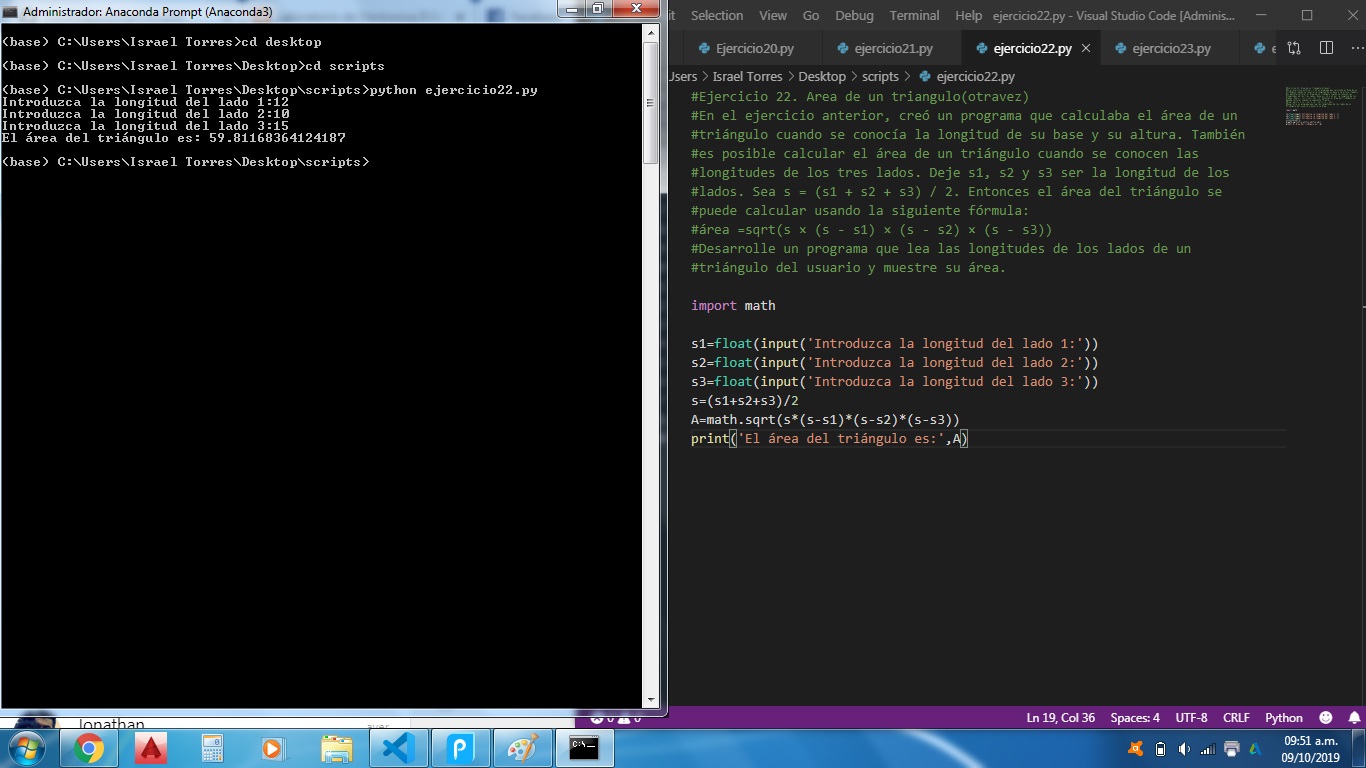 Administrador: Anaconda Prompt (Anaconda3)
(base) C:\Users\Israel Torres>cd desktop
(base) C:\Users\Israel Torres\Desktop>cd scripts
(base) C:\Users\Israel Torres\Desktop\scripts>python ejercicio22.py
Introduzca la longitud del lado 1:12
Introduzca la longitud del lado 2:10
Introduzca la longitud del lado 3:15
El área del triángulo es: 59.81168364124187
(base) C:\Users\Israel Torres\Desktop\scripts>
Selection View Go Debug Terminal Help ejercicio22.py - Visual Studio Code [Adminis...
Ejercicio20.py ejercicio21.py ejercicio22.py ejercicio23.py
Israel Torres > Desktop > scripts > ejercicio22.py
#Ejercicio 22. Area de un triangulo(otravez)
#En el ejercicio anterior, creó un programa que calculaba el área de un
#triángulo cuando se conocía la longitud de su base y su altura. También
#es posible calcular el área de un triángulo cuando se conocen las
#longitudes de los tres lados. Deje s1, s2 y s3 ser la longitud de los
#lados. Sea s = (s1 + s2 + s3) / 2. Entonces el área del triángulo se
#puede calcular usando la siguiente fórmula:
#área =sqrt(s × (s - s1) × (s - s2) × (s - s3))
#Desarrolle un programa que lea las longitudes de los lados de un
#triángulo del usuario y muestre su área.
import math
s1=float(input('Introduzca la longitud del lado 1:'))
s2=float(input('Introduzca la longitud del lado 2:'))
s3=float(input('Introduzca la longitud del lado 3:'))
s=(s1+s2+s3)/2
A=math.sqrt(s*(s-s1)*(s-s2)*(s-s3))
print('El área del triángulo es:',A)
Jonathan
Ln 19, Col 36 Spaces: 4 UTF-8 CRLF Python
09:51 a.m.
09/10/2019